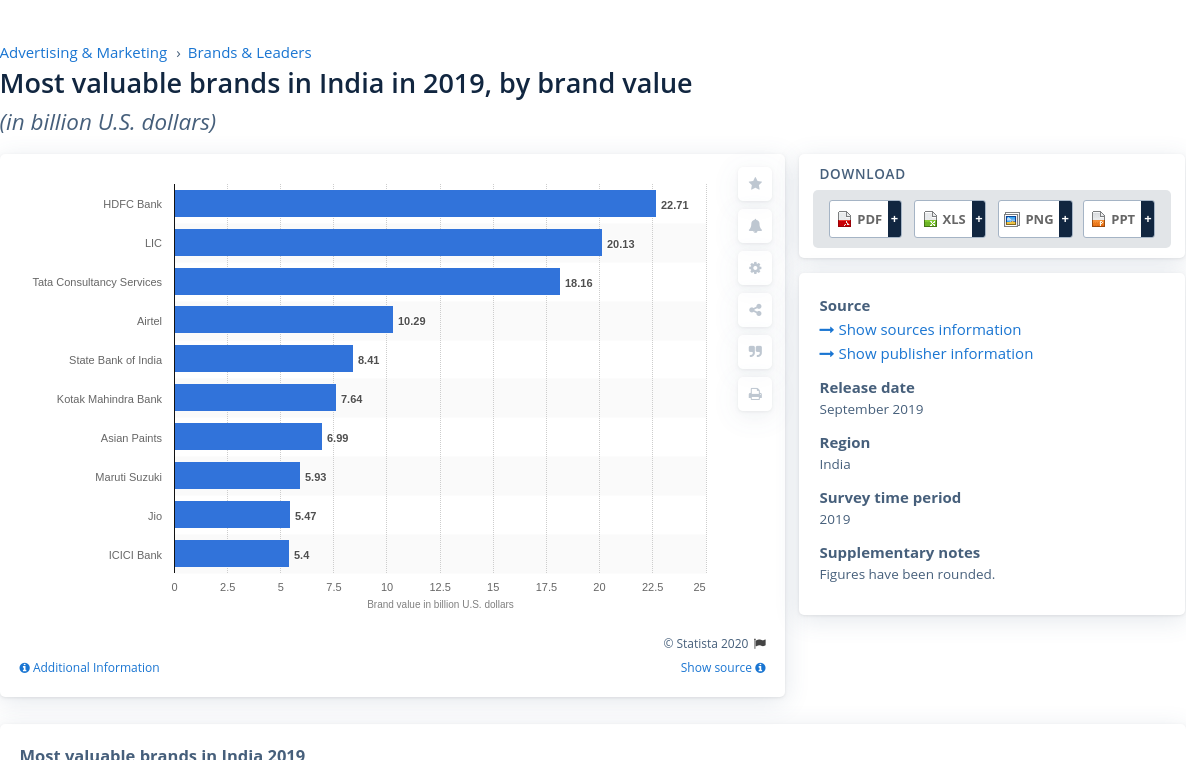 Advertising & Marketing › Brands & Leaders
Most valuable brands in India in 2019, by brand value
(in billion U.S. dollars)
HDFC Bank 22.71
LIC 20.13
Tata Consultancy Services 18.16
Airtel 10.29
State Bank of India 8.41
Kotak Mahindra Bank 7.64
Asian Paints 6.99
Maruti Suzuki 5.93
Jio 5.47
ICICI Bank 5.4
0 2.5 5 7.5 10 12.5 15 17.5 20 22.5 25
Brand value in billion U.S. dollars
© Statista 2020
Additional Information Show source
DOWNLOAD
PDF + XLS + PNG + PPT +
Source
Show sources information
Show publisher information
Release date
September 2019
Region
India
Survey time period
2019
Supplementary notes
Figures have been rounded.
Most valuable brands in India 2019